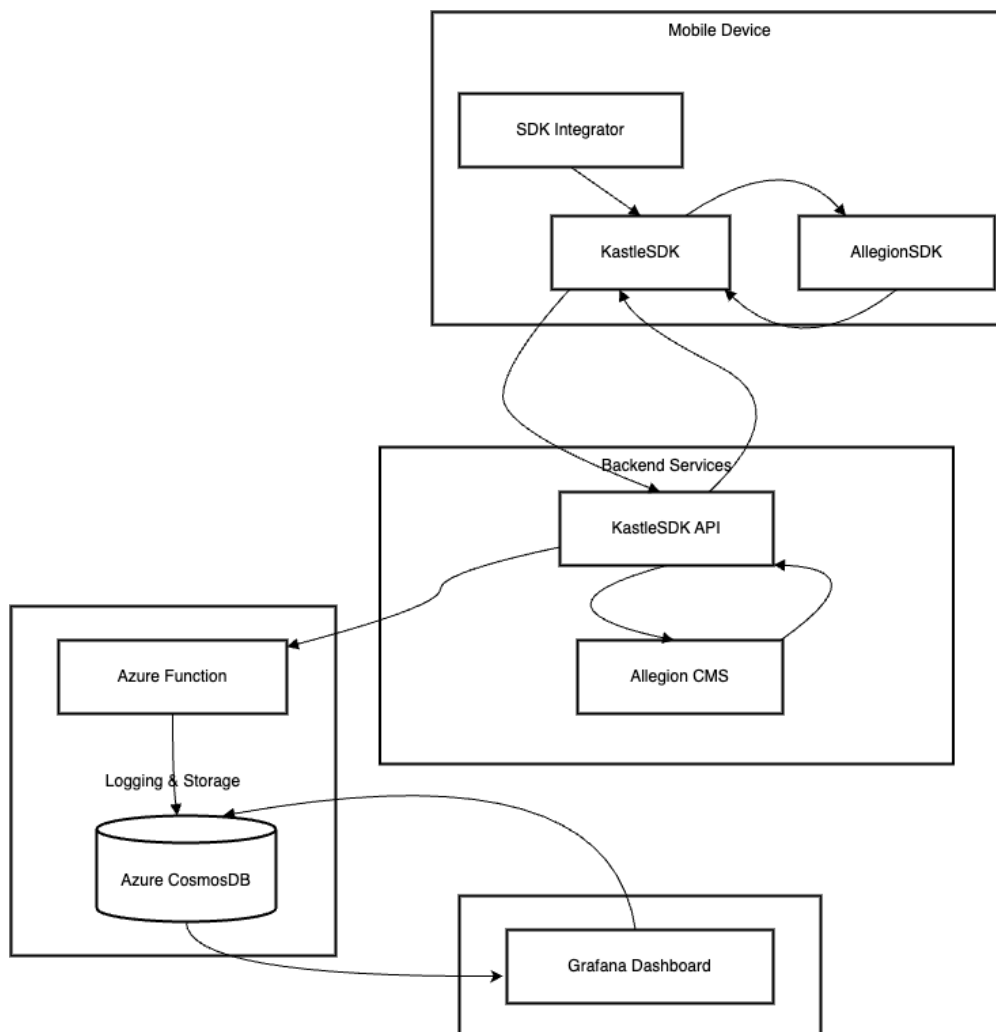 Mobile Device
SDK Integrator
KastleSDK
AllegionSDK
Backend Services
KastleSDK API
Azure Function
Allegion CMS
Logging & Storage
Azure CosmosDB
Grafana Dashboard